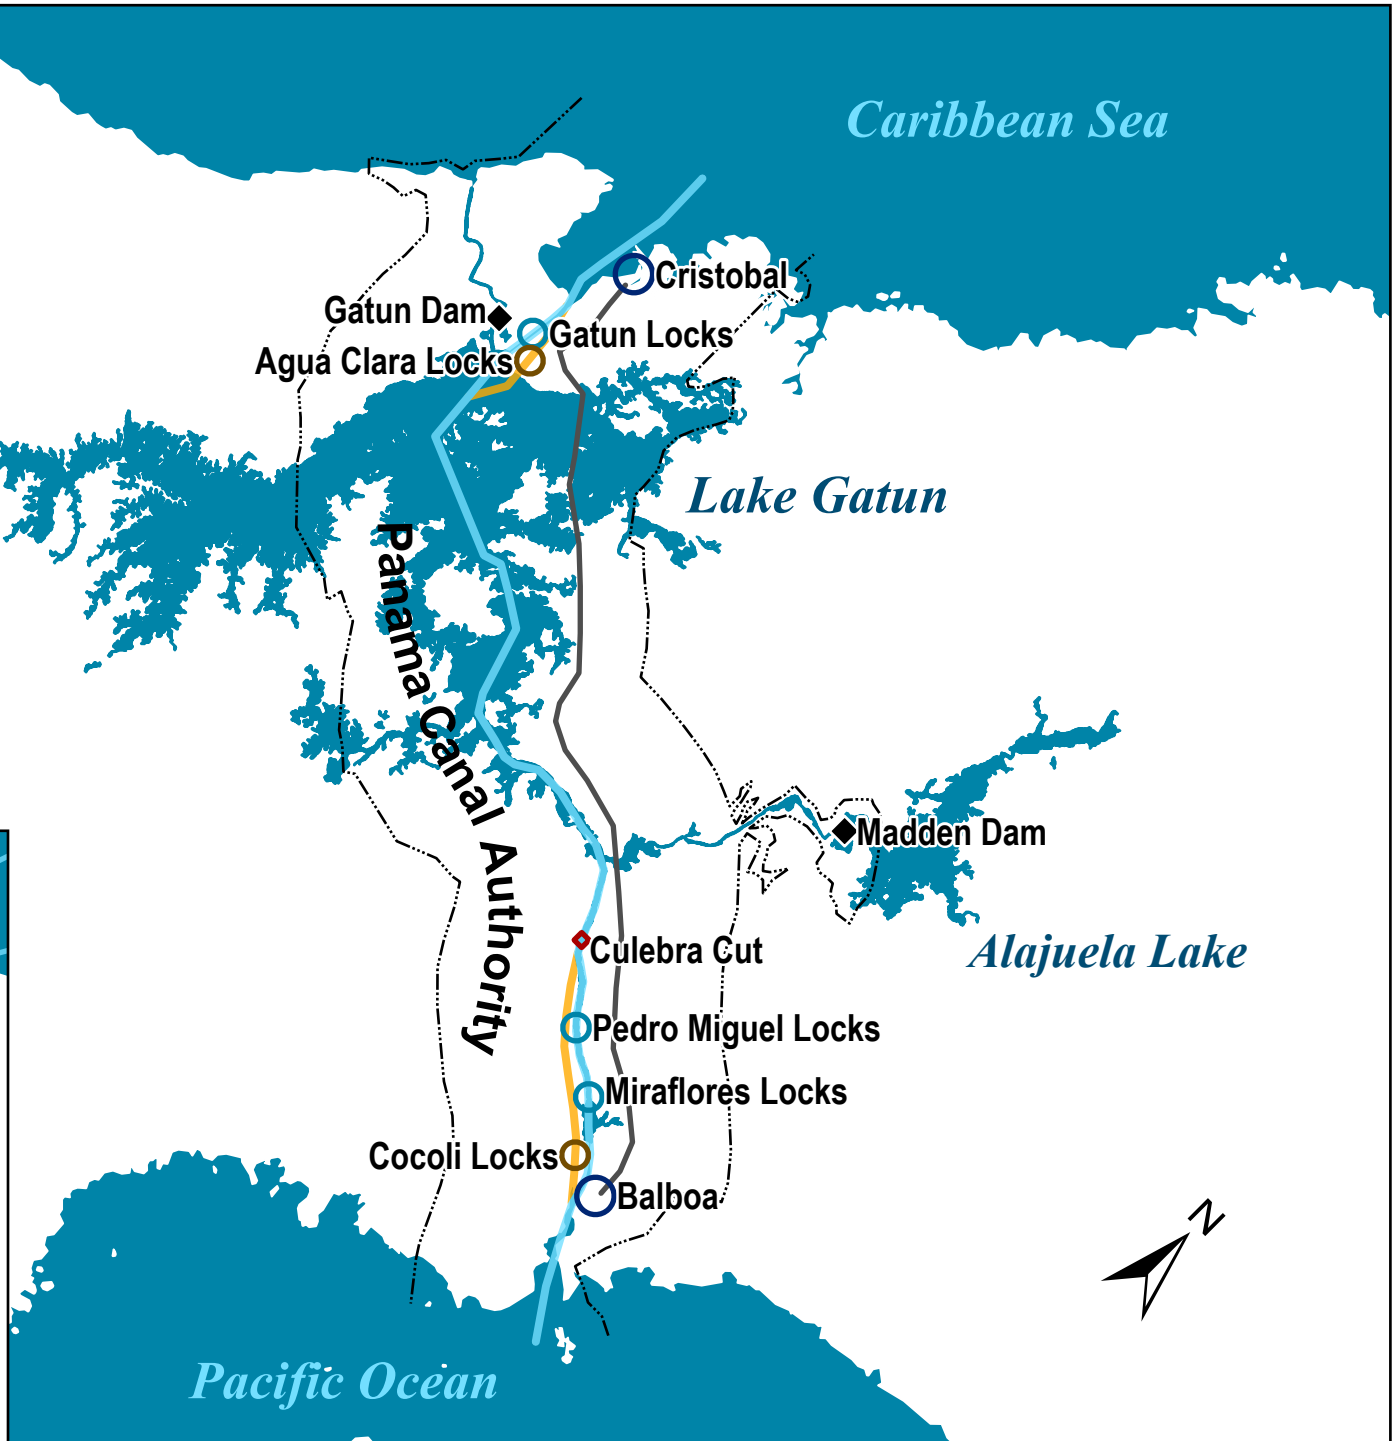 Caribbean Sea
Cristobal
Gatun Dam
Gatun Locks
Agua Clara Locks
Lake Gatun
Panama Canal Authority
Madden Dam
Culebra Cut
Alajuela Lake
Pedro Miguel Locks
Miraflores Locks
Cocoli Locks
Balboa
N
Pacific Ocean